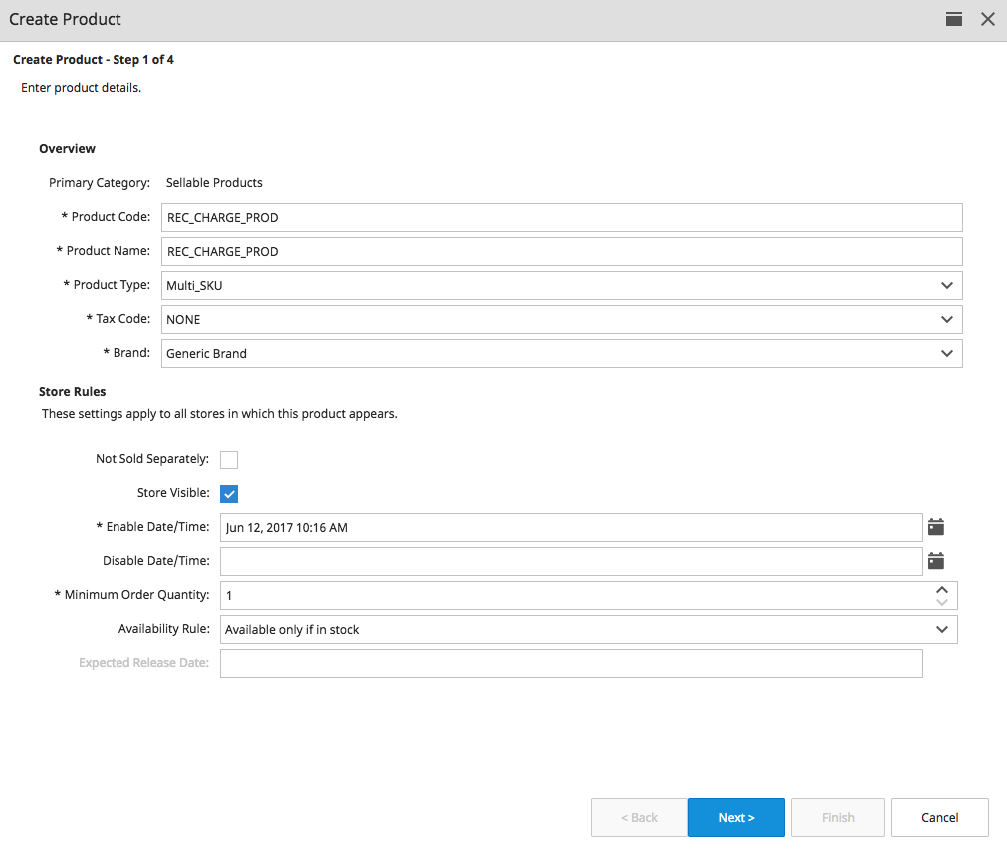 Create Product
Create Product - Step 1 of 4
Enter product details.
Overview
Primary Category: Sellable Products
* Product Code: REC_CHARGE_PROD
* Product Name: REC_CHARGE_PROD
* Product Type: Multi_SKU
* Tax Code: NONE
* Brand: Generic Brand
Store Rules
These settings apply to all stores in which this product appears.
Not Sold Separately:
Store Visible:
* Enable Date/Time: Jun 12, 2017 10:16 AM
Disable Date/Time:
* Minimum Order Quantity: 1
Availability Rule: Available only if in stock
Expected Release Date:
< Back Next > Finish Cancel